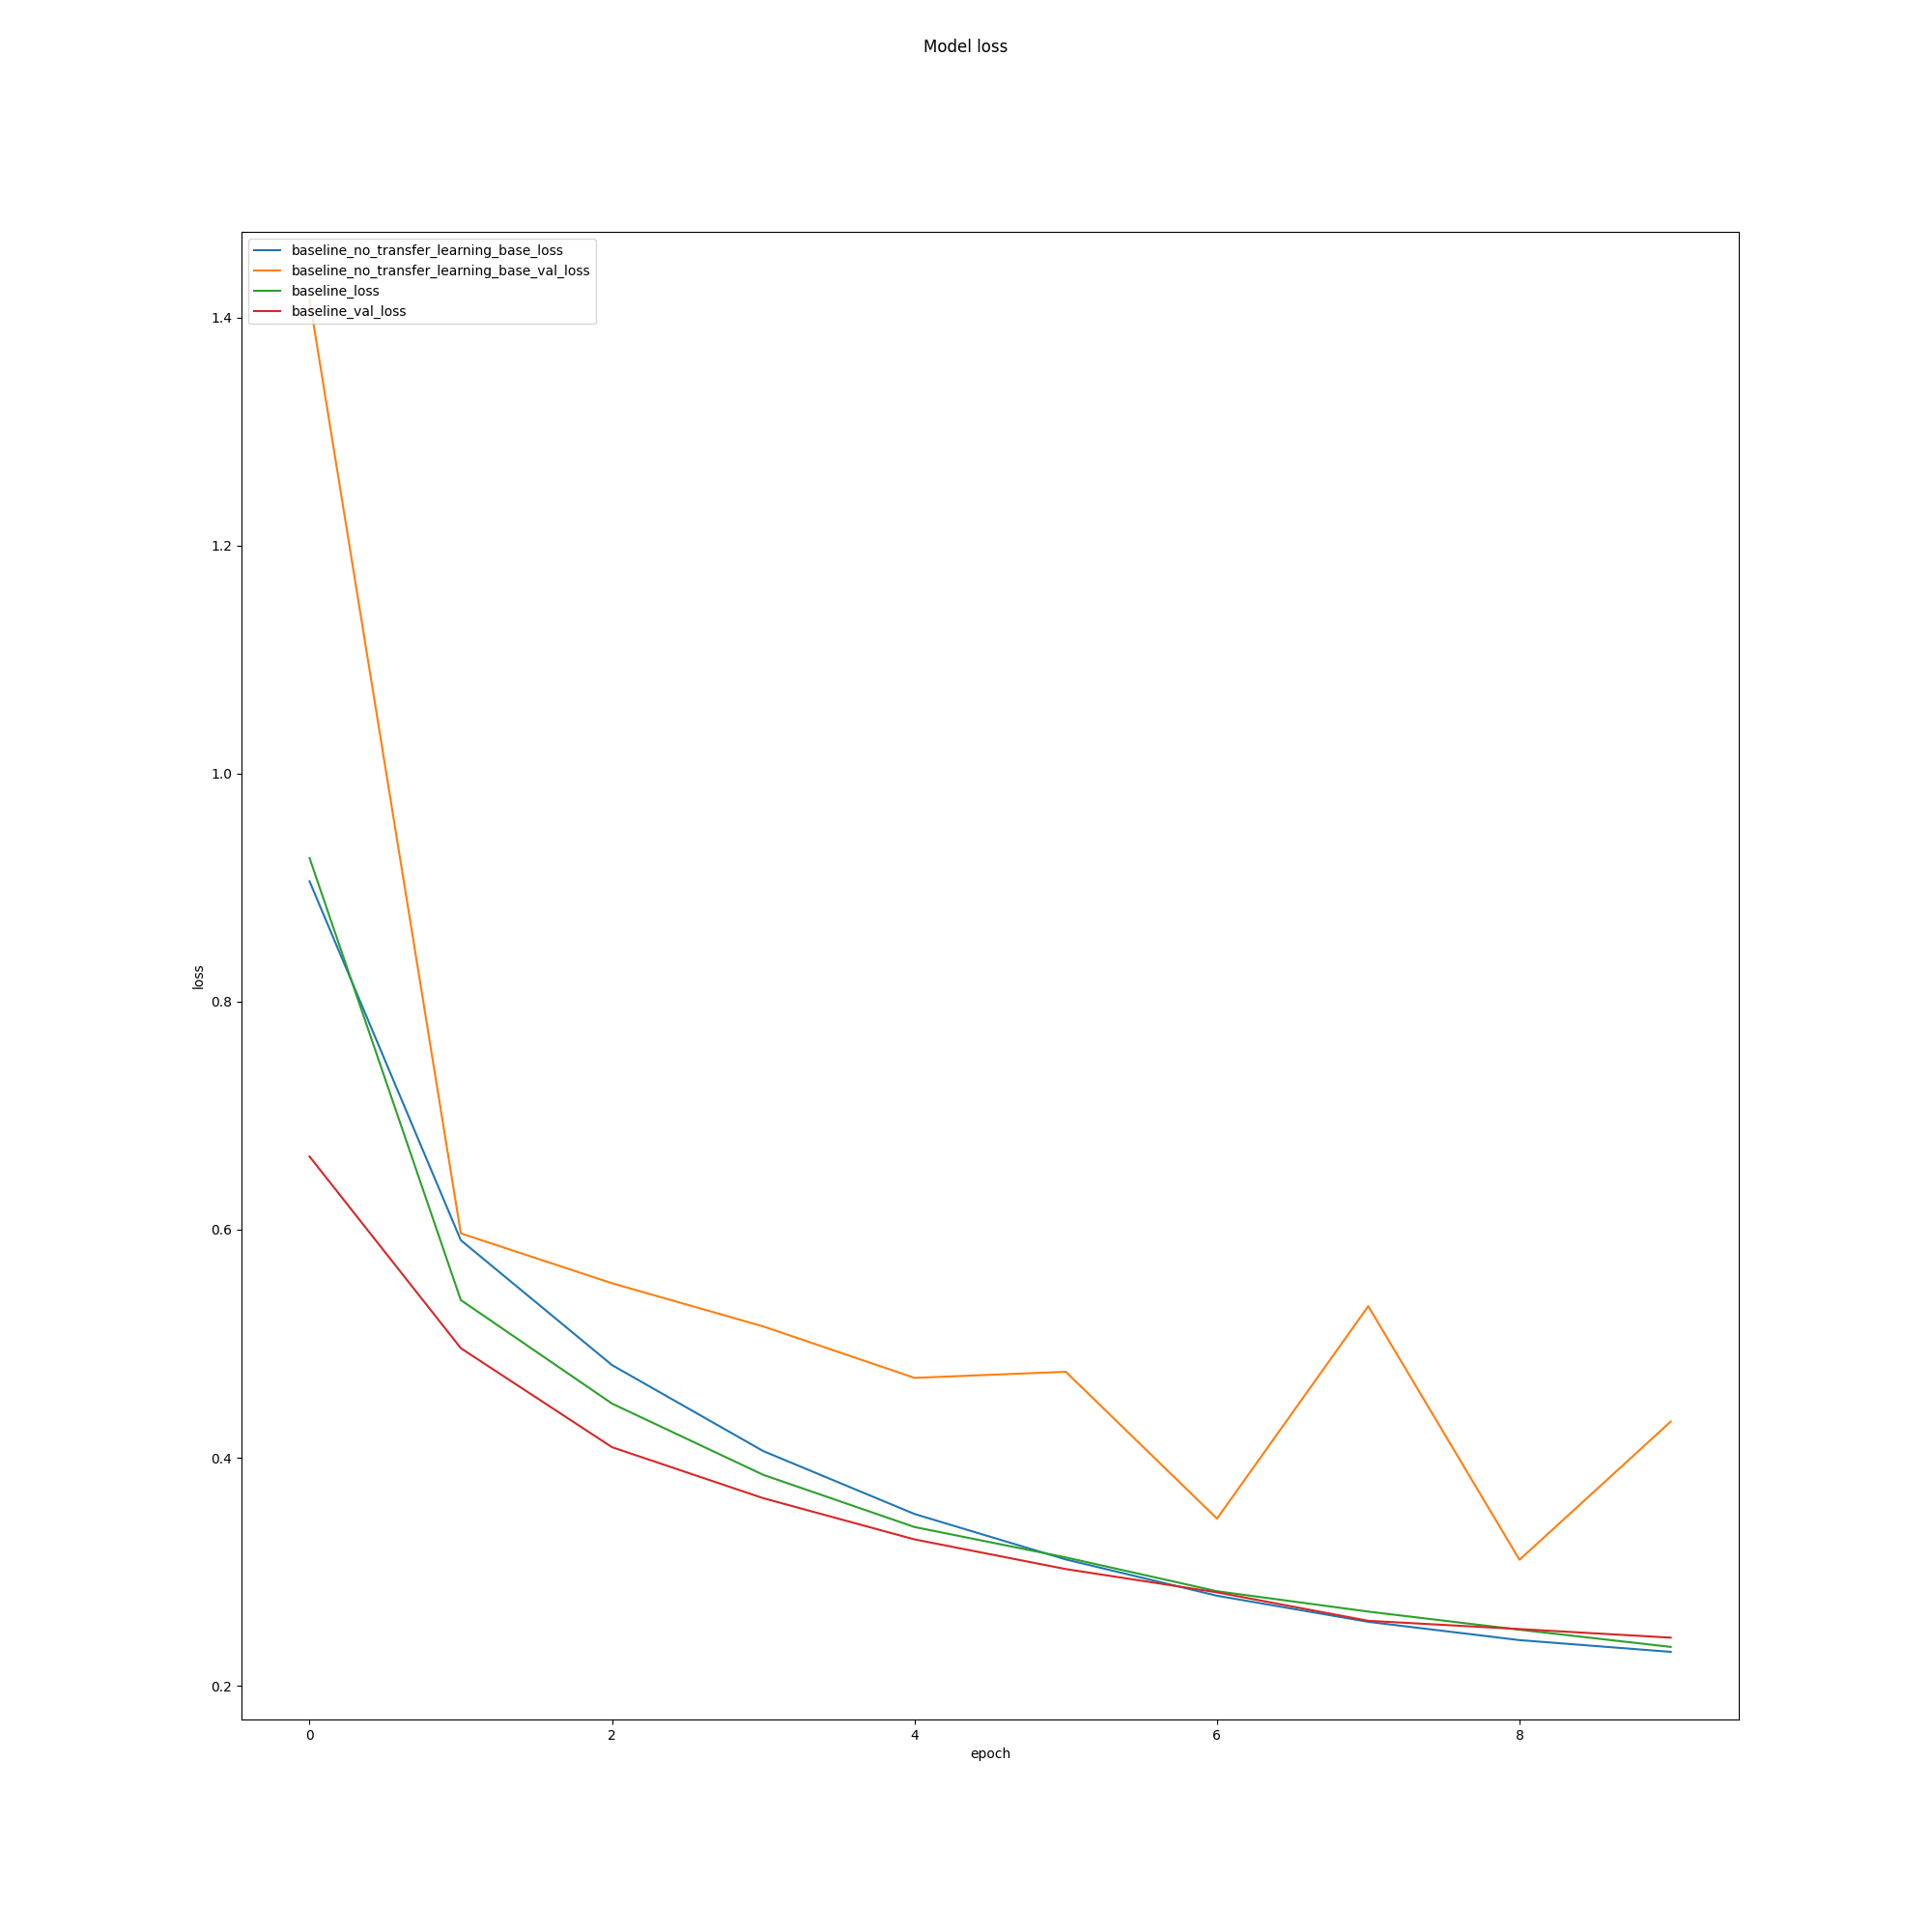 Model loss
baseline_no_transfer_learning_base_loss
baseline_no_transfer_learning_base_val_loss
baseline_loss
baseline_val_loss
1.4
1.2
1.0
0.8
0.6
0.4
0.2
loss
0 2 4 6 8
epoch